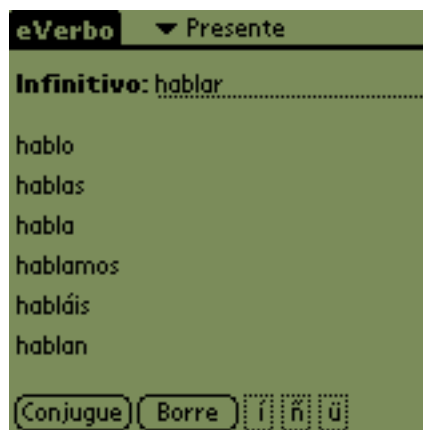 eVerbo Presente
Infinitivo: hablar
hablo
hablas
habla
hablamos
habláis
hablan
Conjugue Borre í ñ ü